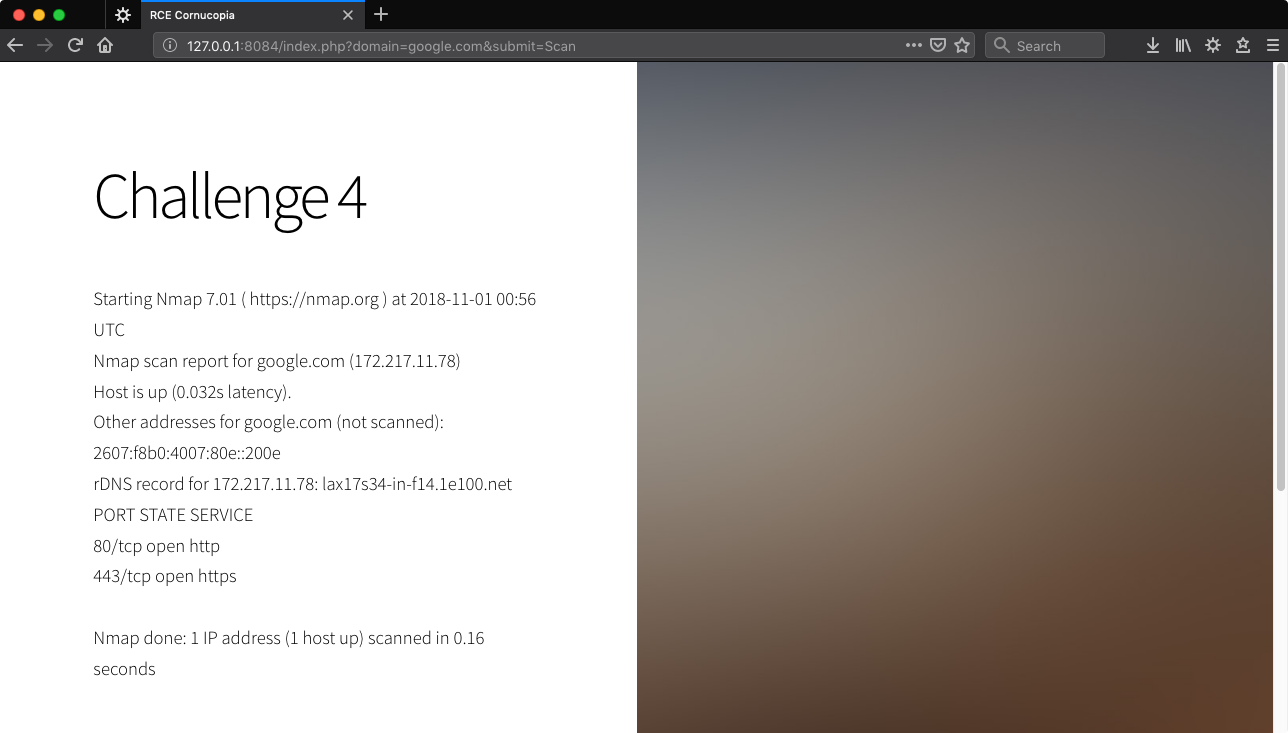 RCE Cornucopia
127.0.0.1:8084/index.php?domain=google.com&submit=Scan
Search
Challenge 4
Starting Nmap 7.01 ( https://nmap.org ) at 2018-11-01 00:56
UTC
Nmap scan report for google.com (172.217.11.78)
Host is up (0.032s latency).
Other addresses for google.com (not scanned):
2607:f8b0:4007:80e::200e
rDNS record for 172.217.11.78: lax17s34-in-f14.1e100.net
PORT STATE SERVICE
80/tcp open http
443/tcp open https
Nmap done: 1 IP address (1 host up) scanned in 0.16
seconds